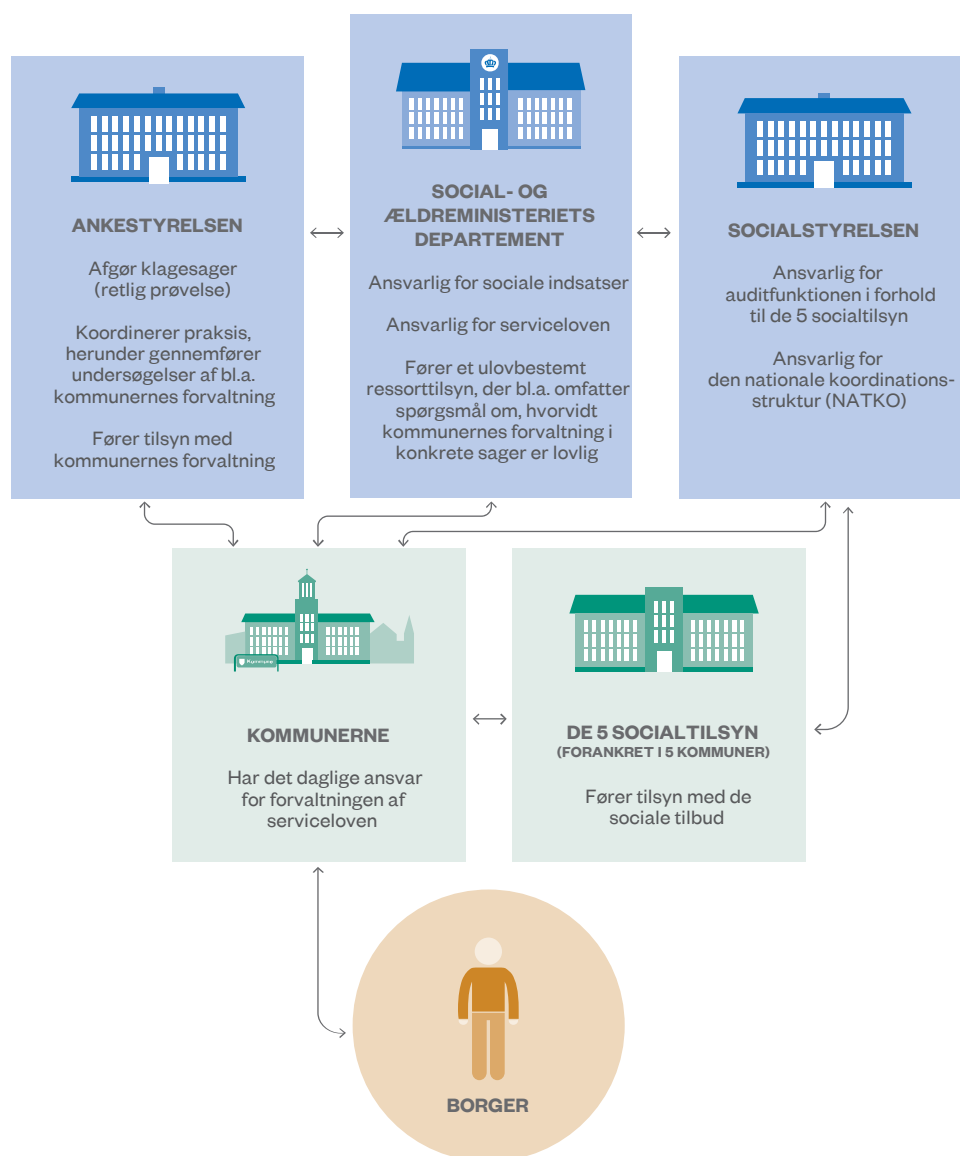 ANKESTYRELSEN
Afgør klagesager
(retlig prøvelse)
Koordinerer praksis,
herunder gennemfører
undersøgelser af bl.a.
kommunernes forvaltning
Fører tilsyn med
kommunernes forvaltning
SOCIAL- OG
ÆLDREMINISTERIETS
DEPARTEMENT
Ansvarlig for sociale indsatser
Ansvarlig for serviceloven
Fører et ulovbestemt
ressorttilsyn, der bl.a. omfatter
spørgsmål om, hvorvidt
kommunernes forvaltning i
konkrete sager er lovlig
SOCIALSTYRELSEN
Ansvarlig for
auditfunktionen i forhold
til de 5 socialtilsyn
Ansvarlig for
den nationale koordinations-
struktur (NATKO)
Kommune
KOMMUNERNE
Har det daglige ansvar
for forvaltningen af
serviceloven
DE 5 SOCIALTILSYN
(FORANKRET I 5 KOMMUNER)
Fører tilsyn med de
sociale tilbud
BORGER